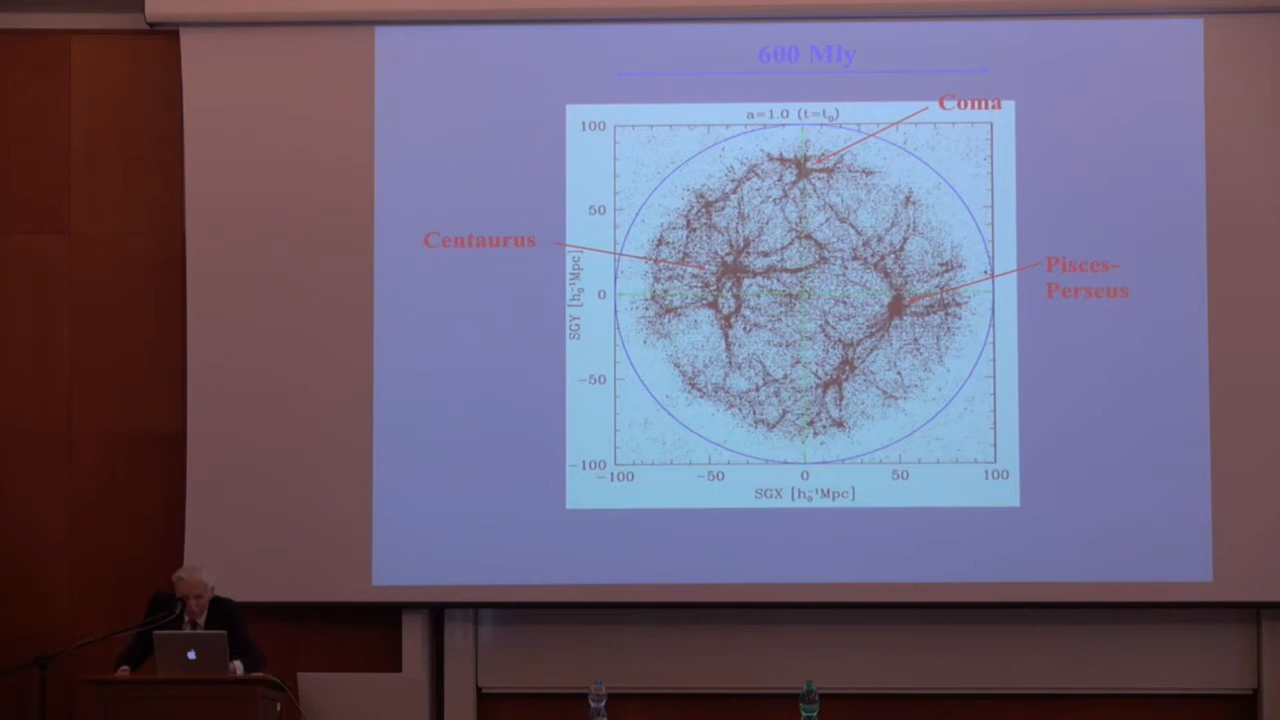 600 Mly
Coma
a=1.0 (t=t₀)
100
50
0
−50
−100
SGY [h₀⁻¹Mpc]
Centaurus
Pisces-
Perseus
−100 −50 0 50 100
SGX [h₀⁻¹Mpc]